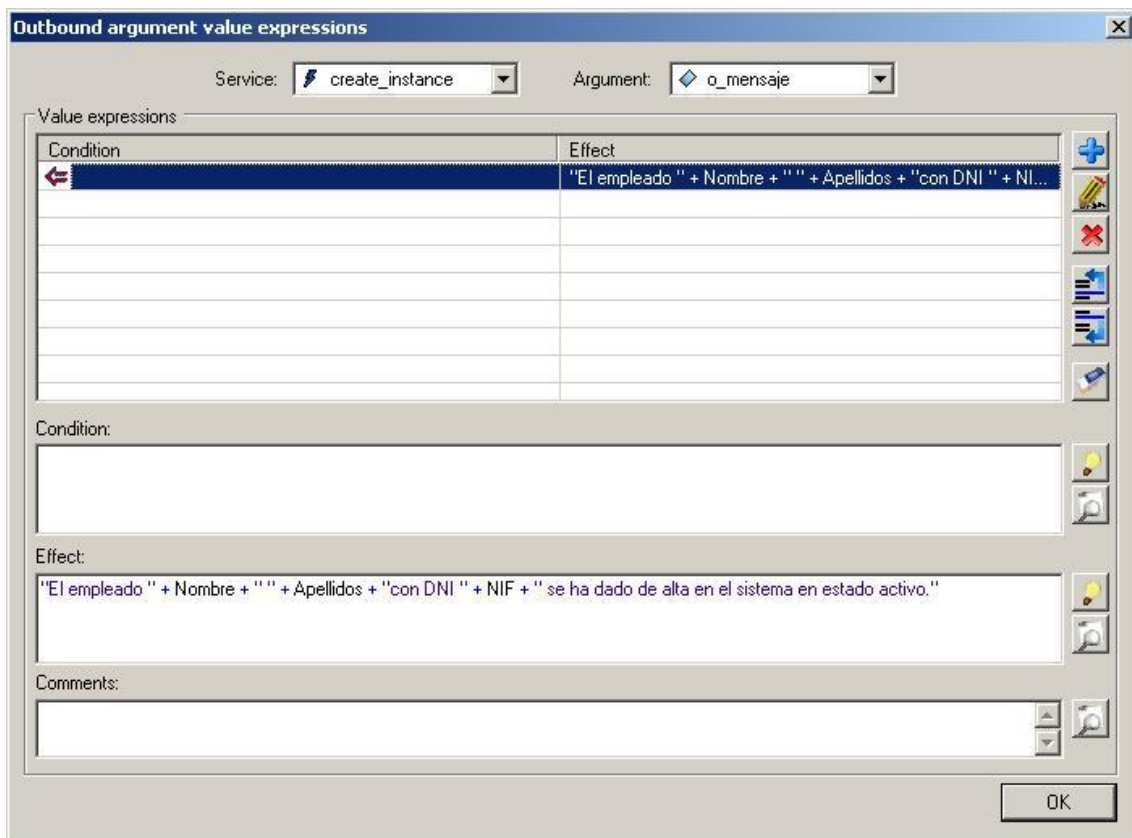 Outbound argument value expressions
Service: create_instance Argument: o_mensaje
Value expressions
Condition Effect
"El empleado " + Nombre + " " + Apellidos + "con DNI " + NI...
Condition:
Effect:
"El empleado " + Nombre + " " + Apellidos + "con DNI " + NIF + " se ha dado de alta en el sistema en estado activo."
Comments:
OK